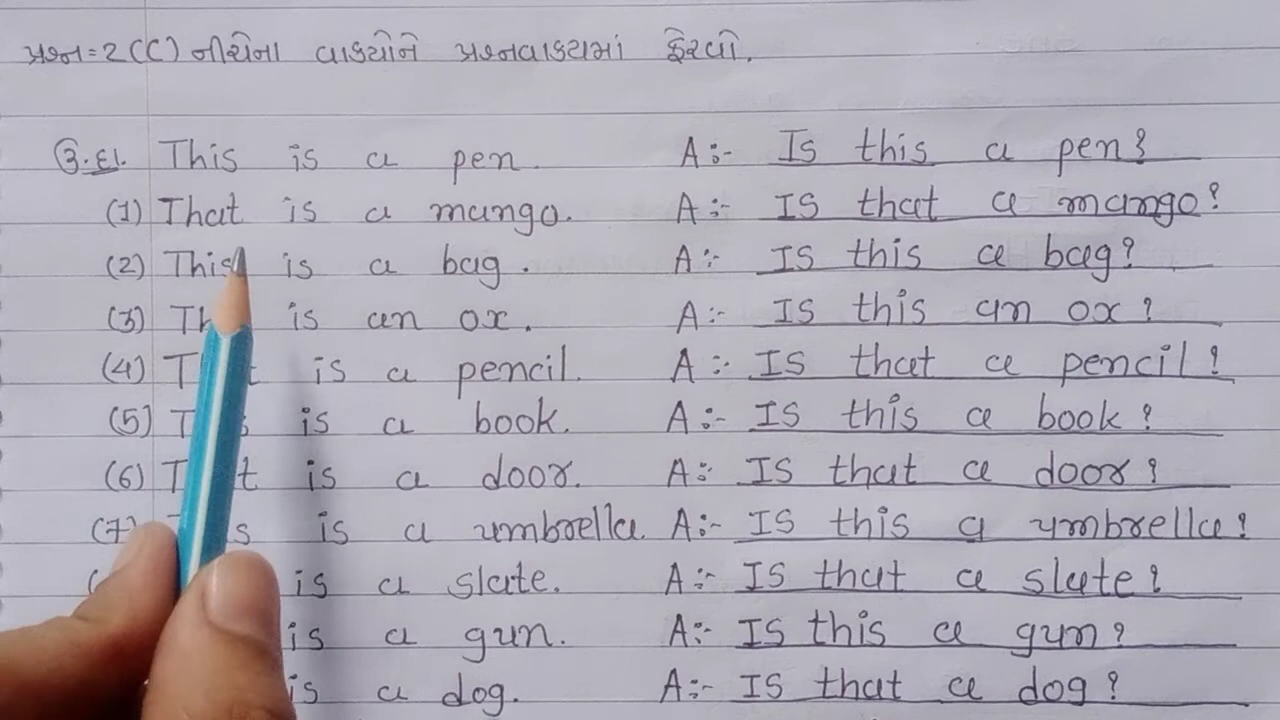 પ્રશ્ન=2 (C) નીચેના વાક્યોને પ્રશ્નવાક્યમાં ફેરવો.
ઉ.દા. This is a pen. A:- Is this a pen?
(1) That is a mango. A:- IS that a mango?
(2) This is a bag. A:- IS this a bag?
(3) is an ox. A:- IS this an ox?
(4) is a pencil. A:- IS that a pencil?
(5) is a book. A:- IS this a book?
(6) is a door. A:- IS that a door?
(7) is a umbrella. A:- IS this a umbrella?
is a slate. A:- IS that a slate?
is a gun. A:- IS this a gun?
is a dog. A:- IS that a dog?